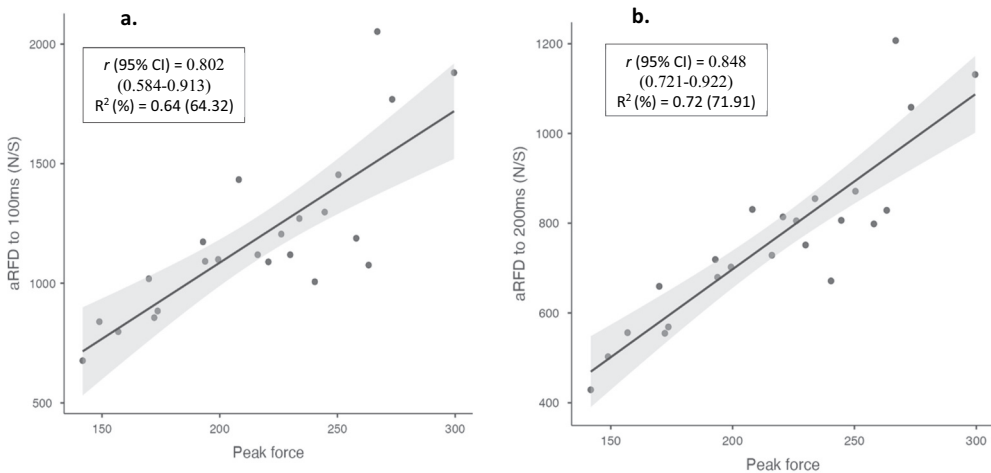 a.
r (95% CI) = 0.802
(0.584-0.913)
R² (%) = 0.64 (64.32)
aRFD to 100ms (N/S)
2000
1500
1000
500
150 200 250 300
Peak force
b.
r (95% CI) = 0.848
(0.721-0.922)
R² (%) = 0.72 (71.91)
aRFD to 200ms (N/S)
1200
1000
800
600
400
150 200 250 300
Peak force